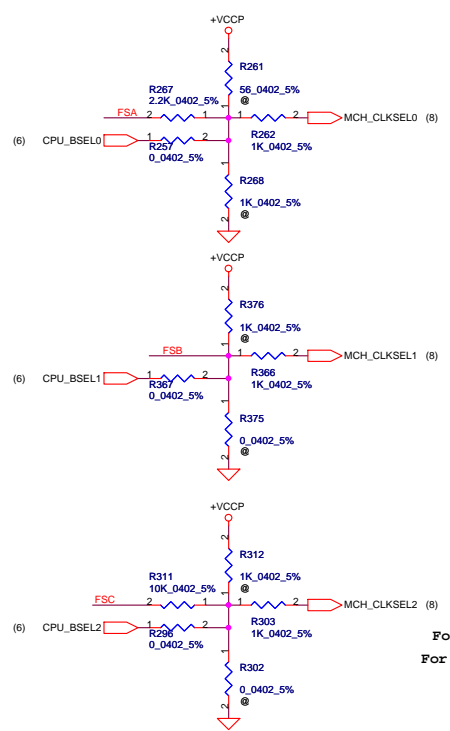 +VCCP
2
R261
56_0402_5%
1
@
R267
2.2K_0402_5%
FSA 2 1 1 2 MCH_CLKSEL0 (8)
(6) CPU_BSEL0 1 2
R257
0_0402_5%
R262
1K_0402_5%
1
R268
1K_0402_5%
2
@
+VCCP
2
R376
1K_0402_5%
1
@
FSB 1 2 MCH_CLKSEL1 (8)
(6) CPU_BSEL1 1 2
R367
0_0402_5%
R366
1K_0402_5%
1
R375
0_0402_5%
2
@
+VCCP
2
R312
1K_0402_5%
1
@
R311
10K_0402_5%
FSC 2 1 1 2 MCH_CLKSEL2 (8)
(6) CPU_BSEL2 1 2
R296
0_0402_5%
R303
1K_0402_5%
Fo
For
1
R302
0_0402_5%
2
@